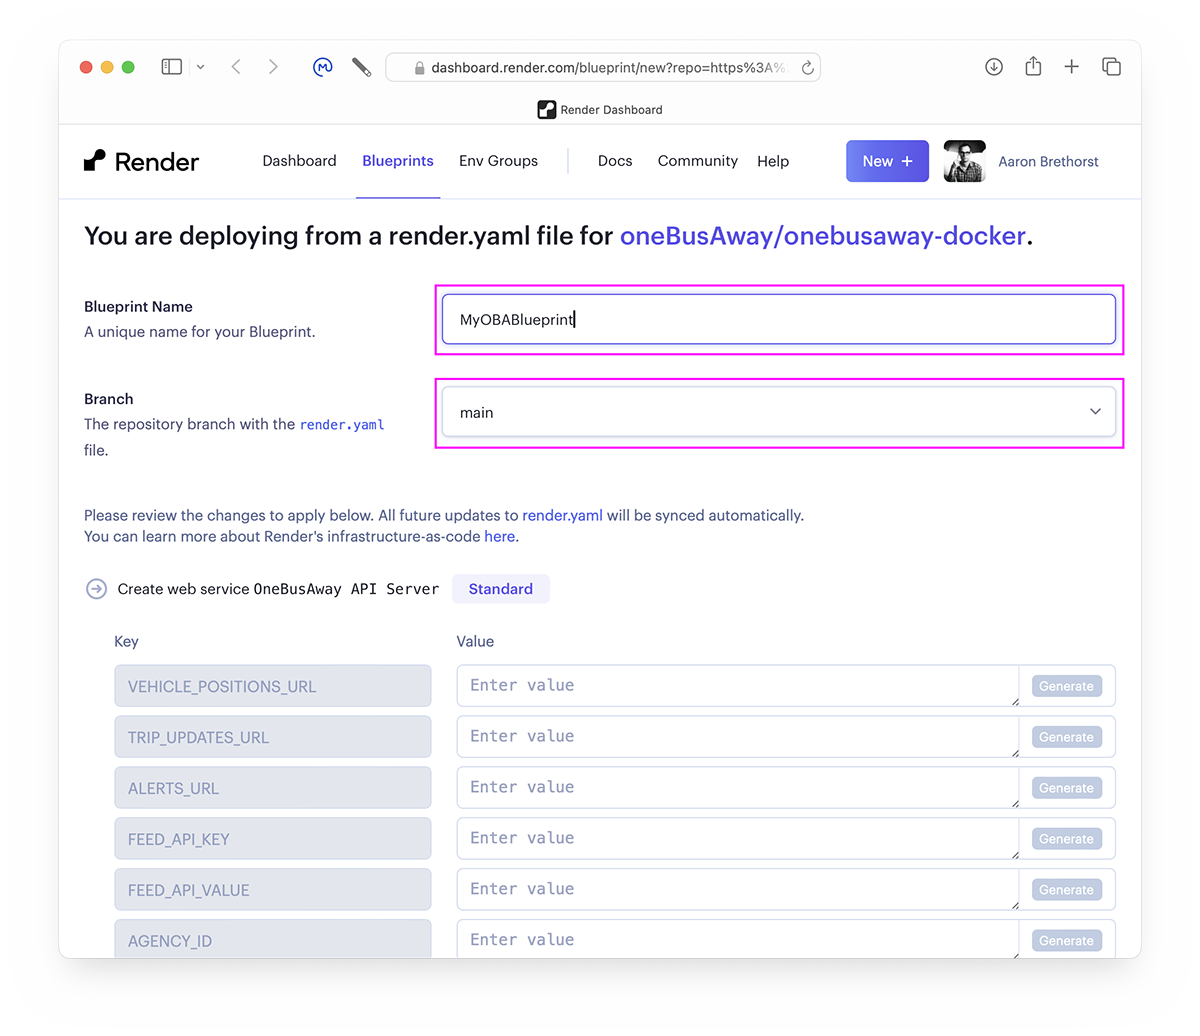 dashboard.render.com/blueprint/new?repo=https%3A%
Render Dashboard
Render
Dashboard
Blueprints
Env Groups
Docs
Community
Help
New +
Aaron Brethorst
You are deploying from a render.yaml file for oneBusAway/onebusaway-docker.
Blueprint Name
A unique name for your Blueprint.
MyOBABlueprint
Branch
The repository branch with the render.yaml
file.
main
Please review the changes to apply below. All future updates to render.yaml will be synced automatically.
You can learn more about Render's infrastructure-as-code here.
Create web service OneBusAway API Server
Standard
Key
Value
VEHICLE_POSITIONS_URL
Enter value
Generate
TRIP_UPDATES_URL
Enter value
Generate
ALERTS_URL
Enter value
Generate
FEED_API_KEY
Enter value
Generate
FEED_API_VALUE
Enter value
Generate
AGENCY_ID
Enter value
Generate